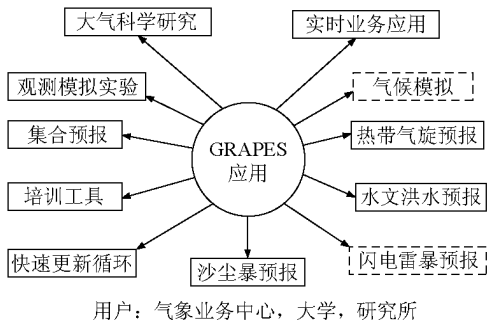 大气科学研究
实时业务应用
观测模拟实验
气候模拟
集合预报
GRAPES
应用
热带气旋预报
培训工具
水文洪水预报
快速更新循环
沙尘暴预报
闪电雷暴预报
用户：气象业务中心，大学，研究所